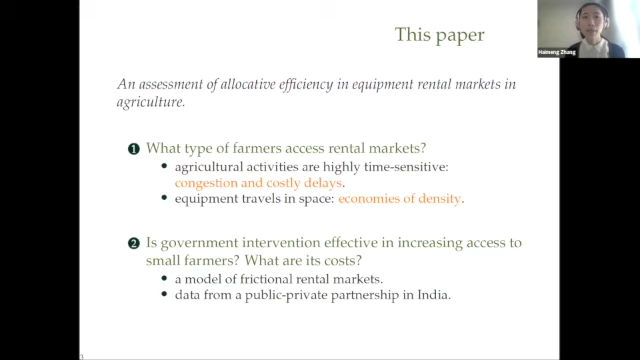 This paper
Haimeng Zhang
An assessment of allocative efficiency in equipment rental markets in
agriculture.
1 What type of farmers access rental markets?
• agricultural activities are highly time-sensitive:
congestion and costly delays.
• equipment travels in space: economies of density.
2 Is government intervention effective in increasing access to
small farmers? What are its costs?
• a model of frictional rental markets.
• data from a public-private partnership in India.